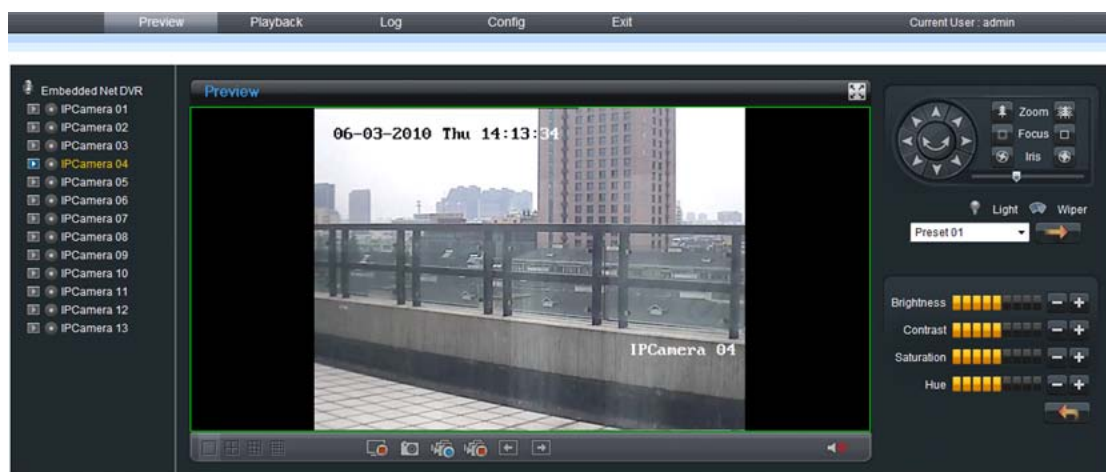 Preview Playback Log Config Exit Current User : admin
Embedded Net DVR
IPCamera 01
IPCamera 02
IPCamera 03
IPCamera 04
IPCamera 05
IPCamera 06
IPCamera 07
IPCamera 08
IPCamera 09
IPCamera 10
IPCamera 11
IPCamera 12
IPCamera 13
Preview
06-03-2010 Thu 14:13:34
IPCamera 04
Zoom
Focus
Iris
Light Wiper
Preset 01
Brightness
Contrast
Saturation
Hue